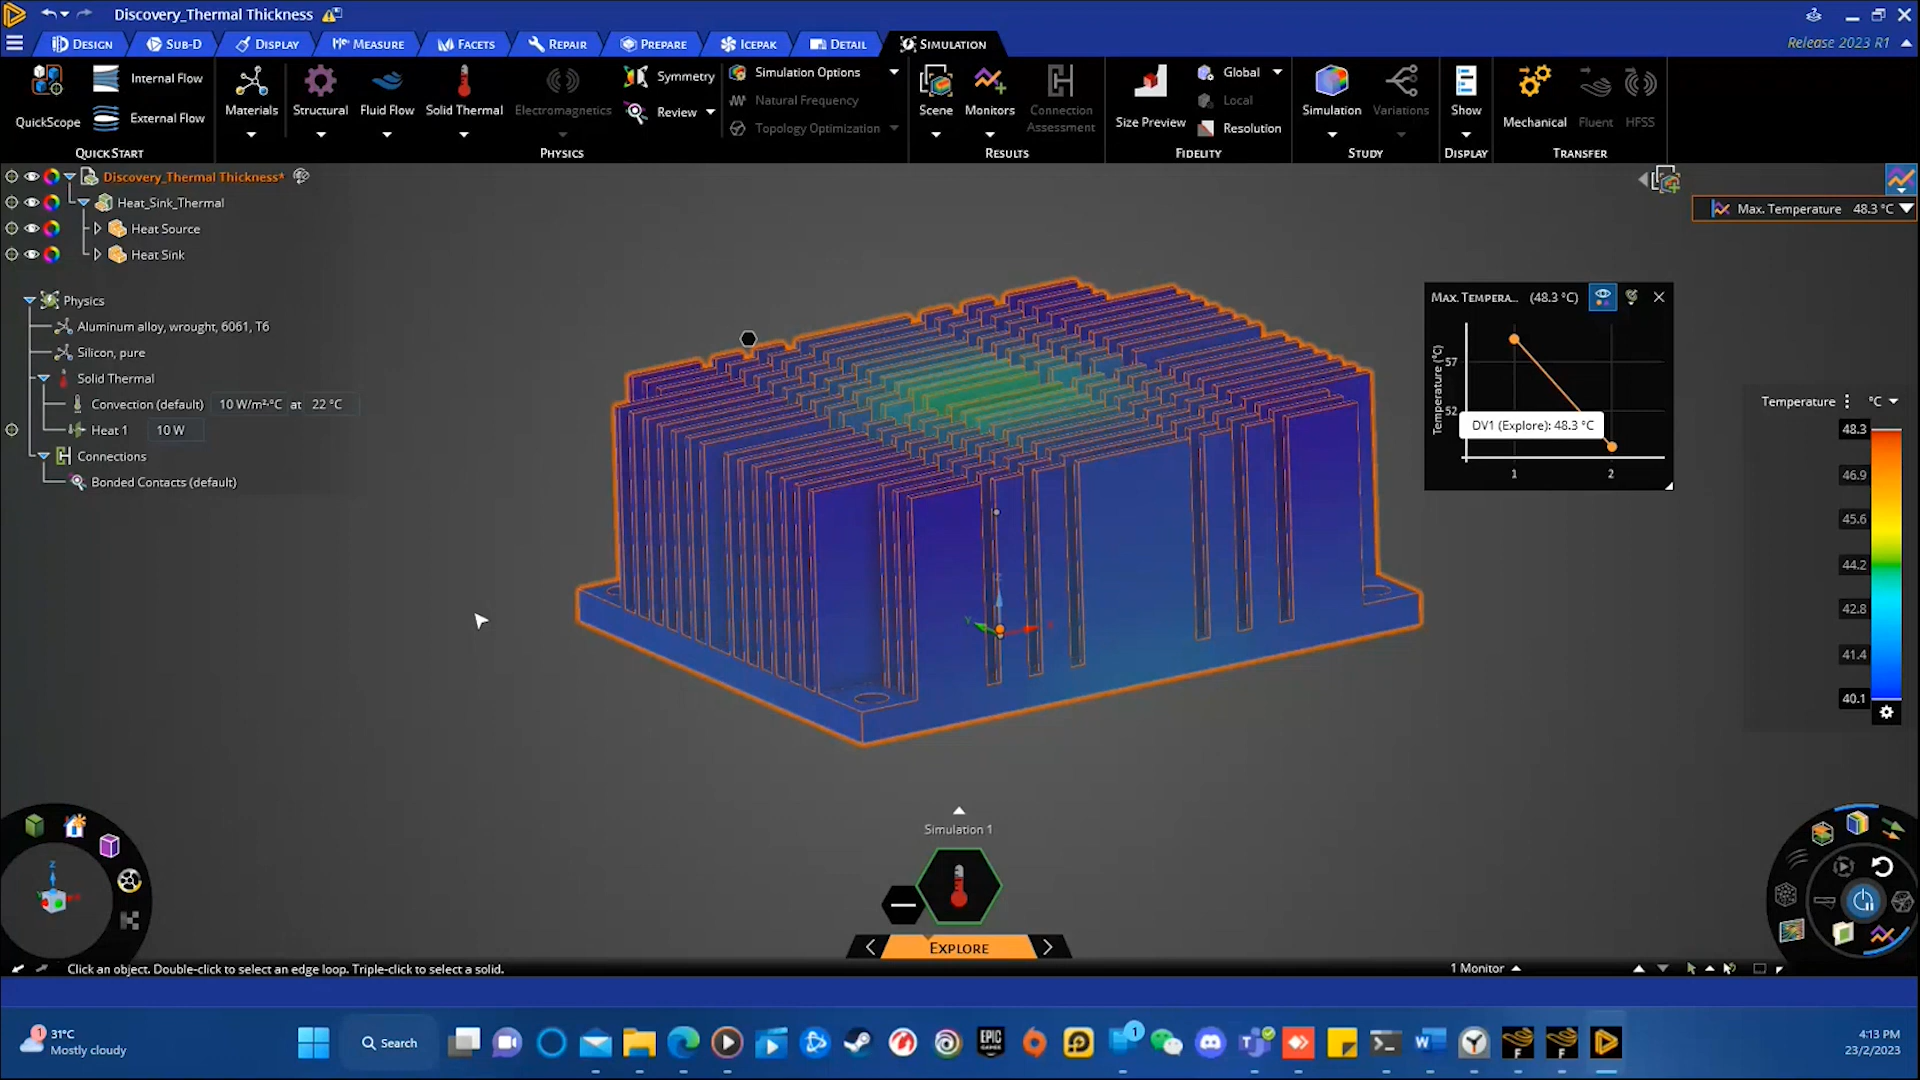 Discovery_Thermal Thickness
Design
Sub-D
Display
Measure
Facets
Repair
Prepare
Icepak
Detail
Simulation
Release 2023 R1
QuickScope
Internal Flow
External Flow
QuickStart
Materials
Structural
Fluid Flow
Solid Thermal
Electromagnetics
Symmetry
Review
Simulation Options
Natural Frequency
Topology Optimization
Physics
Scene
Monitors
Connection
Assessment
Results
Size Preview
Global
Local
Resolution
Fidelity
Simulation
Variations
Study
Show
Display
Mechanical
Fluent
HFSS
Transfer
Discovery_Thermal Thickness*
Heat_Sink_Thermal
Heat Source
Heat Sink
Physics
Aluminum alloy, wrought, 6061, T6
Silicon, pure
Solid Thermal
Convection (default) 10 W/m²·°C at 22 °C
Heat 1 10 W
Connections
Bonded Contacts (default)
Max. Temperature 48.3 °C
Max. Tempera... (48.3 °C)
Temperature (°C)
57
52
DV1 (Explore): 48.3 °C
1 2
Temperature °C
48.3
46.9
45.6
44.2
42.8
41.4
40.1
Z
Y
Z
Simulation 1
Explore
Click an object. Double-click to select an edge loop. Triple-click to select a solid.
1 Monitor
1
31°C
Mostly cloudy
Search
EPIC
GAMES
1
W
F
F
4:13 PM
23/2/2023